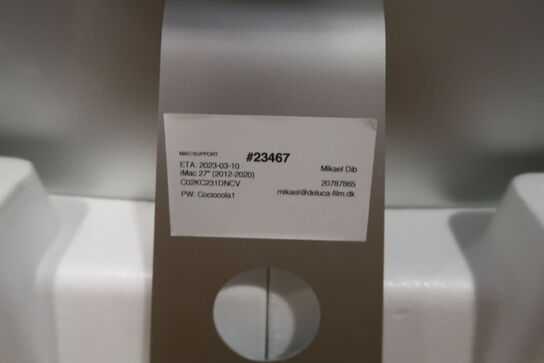 MAC-SUPPORT
#23467
ETA: 2023-03-10
iMac 27" (2012-2020)
C02KC231DNCV
PW: Cociocola1
Mikael Dib
20787865
mikael@deluca-film.dk